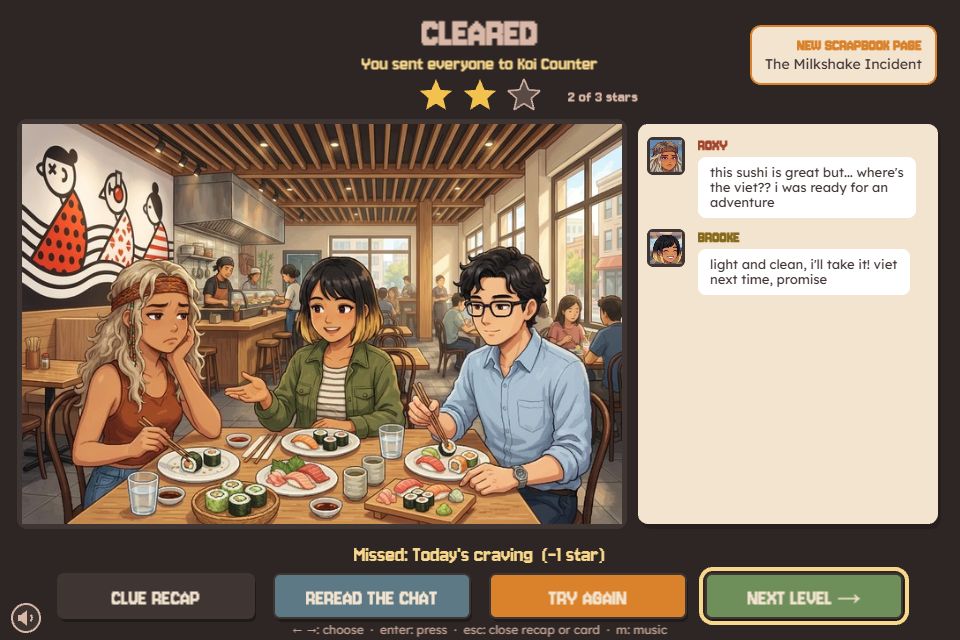 CLEARED
You sent everyone to Koi Counter
2 of 3 stars
NEW SCRAPBOOK PAGE
The Milkshake Incident
ROXY
this sushi is great but... where's
the viet?? i was ready for an
adventure
BROOKE
light and clean, i'll take it! viet
next time, promise
Missed: Today's craving (-1 star)
CLUE RECAP
REREAD THE CHAT
TRY AGAIN
NEXT LEVEL →
← →: choose · enter: press · esc: close recap or card · m: music